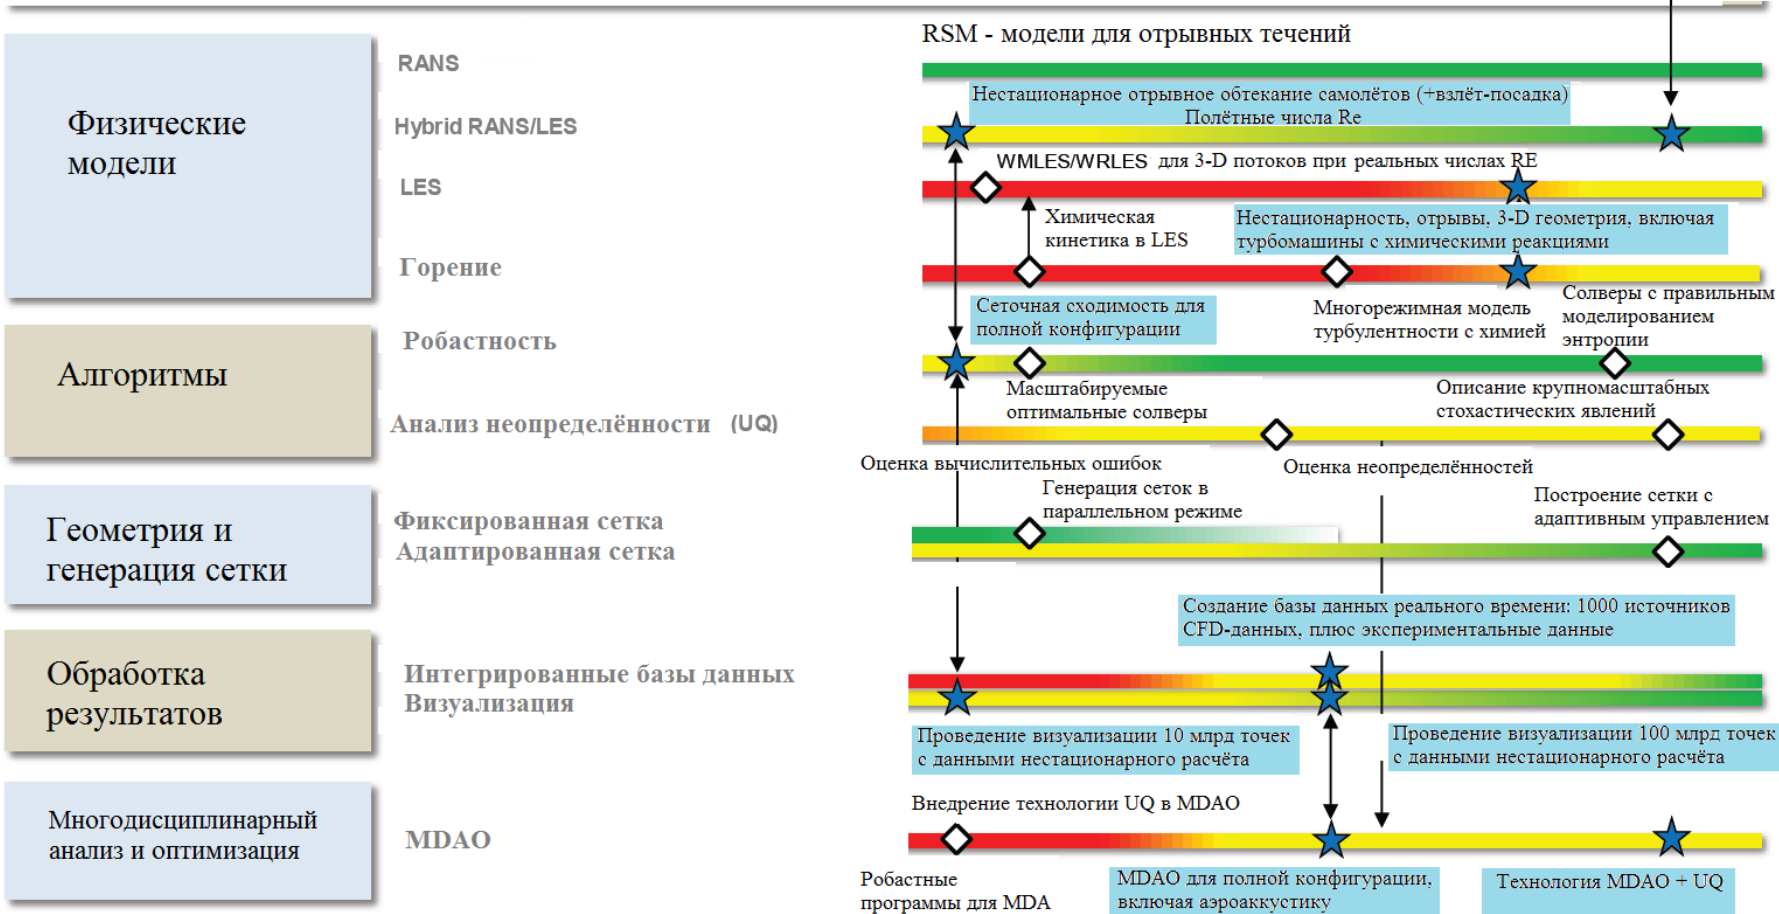 RSM - модели для отрывных течений
Физические
модели
RANS
Нестационарное отрывное обтекание самолётов (+взлёт-посадка)
Полётные числа Re
Hybrid RANS/LES
WMLES/WRLES для 3-D потоков при реальных числах RE
LES
Химическая
кинетика в LES
Нестационарность, отрывы, 3-D геометрия, включая
турбомашины с химическими реакциями
Горение
Сеточная сходимость для
полной конфигурации
Многорежимная модель
турбулентности с химией
Солверы с правильным
моделированием
энтропии
Алгоритмы
Робастность
Масштабируемые
оптимальные солверы
Описание крупномасштабных
стохастических явлений
Анализ неопределённости (UQ)
Оценка вычислительных ошибок
Оценка неопределённостей
Геометрия и
генерация сетки
Генерация сеток в
параллельном режиме
Построение сетки с
адаптивным управлением
Фиксированная сетка
Адаптированная сетка
Создание базы данных реального времени: 1000 источников
CFD-данных, плюс экспериментальные данные
Обработка
результатов
Интегрированные базы данных
Визуализация
Проведение визуализации 10 млрд точек
с данными нестационарного расчёта
Проведение визуализации 100 млрд точек
с данными нестационарного расчёта
Многодисциплинарный
анализ и оптимизация
Внедрение технологии UQ в MDAO
MDAO
Робастные
программы для MDA
MDAO для полной конфигурации,
включая аэроаккустику
Технология MDAO + UQ